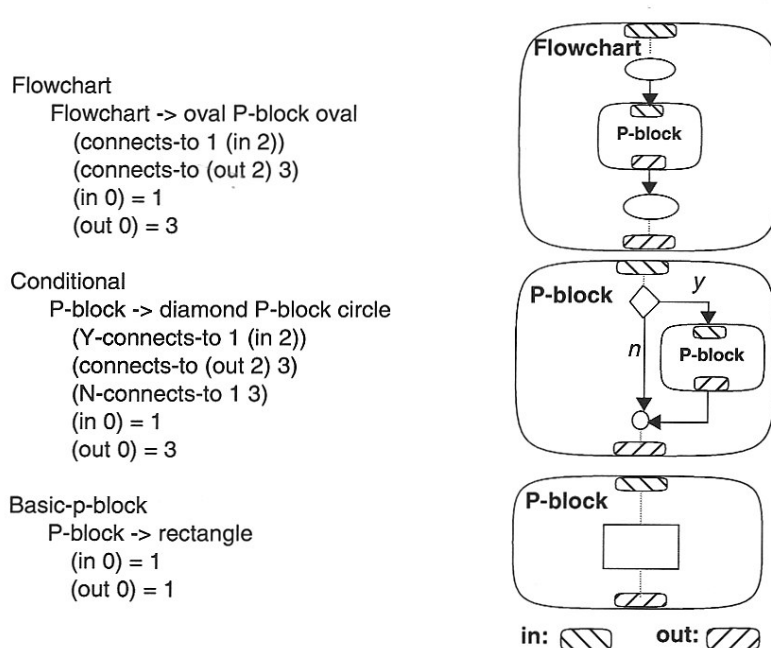 Flowchart
Flowchart -> oval P-block oval
(connects-to 1 (in 2))
(connects-to (out 2) 3)
(in 0) = 1
(out 0) = 3
Conditional
P-block -> diamond P-block circle
(Y-connects-to 1 (in 2))
(connects-to (out 2) 3)
(N-connects-to 1 3)
(in 0) = 1
(out 0) = 3
Basic-p-block
P-block -> rectangle
(in 0) = 1
(out 0) = 1
Flowchart
P-block
P-block
y
n
P-block
P-block
in:
out: